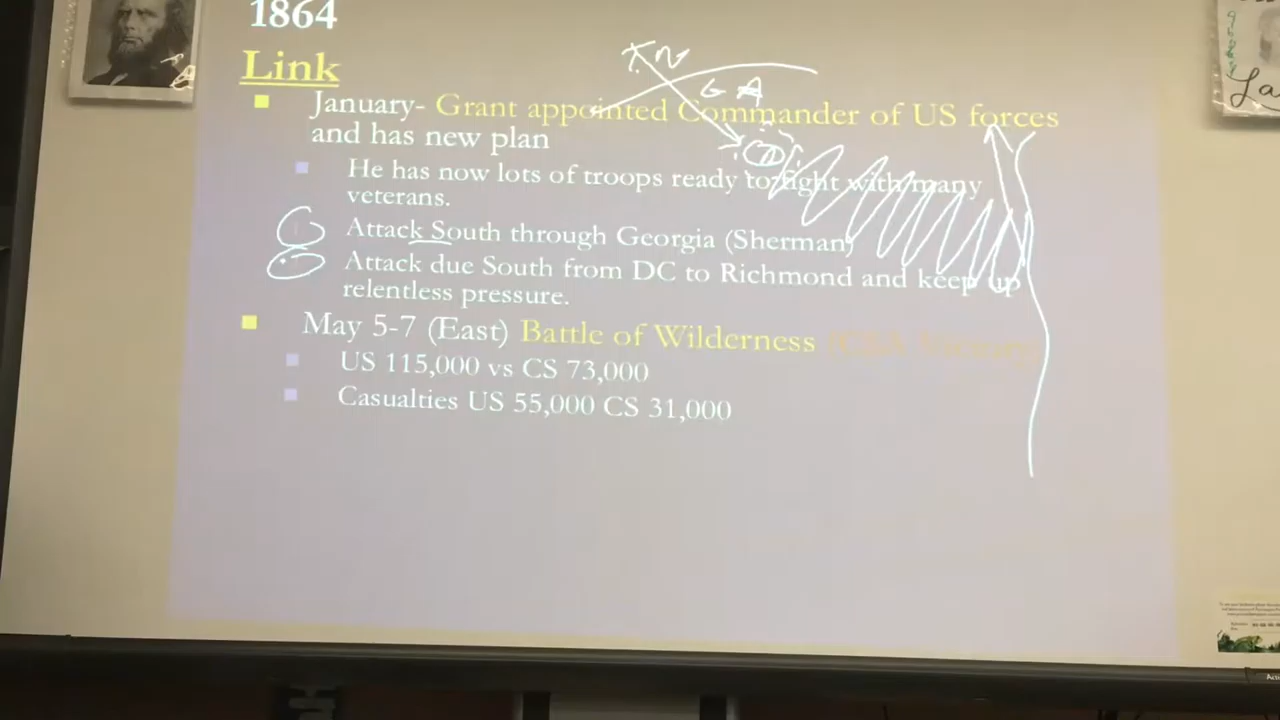 1864
Link
January- Grant appointed Commander of US forces
and has new plan
He has now lots of troops ready to fight with many
veterans.
Attack South through Georgia (Sherman)
Attack due South from DC to Richmond and keep up
relentless pressure.
May 5-7 (East) Battle of Wilderness (CSA Victory)
US 115,000 vs CS 73,000
Casualties US 55,000 CS 31,000
TN
GA